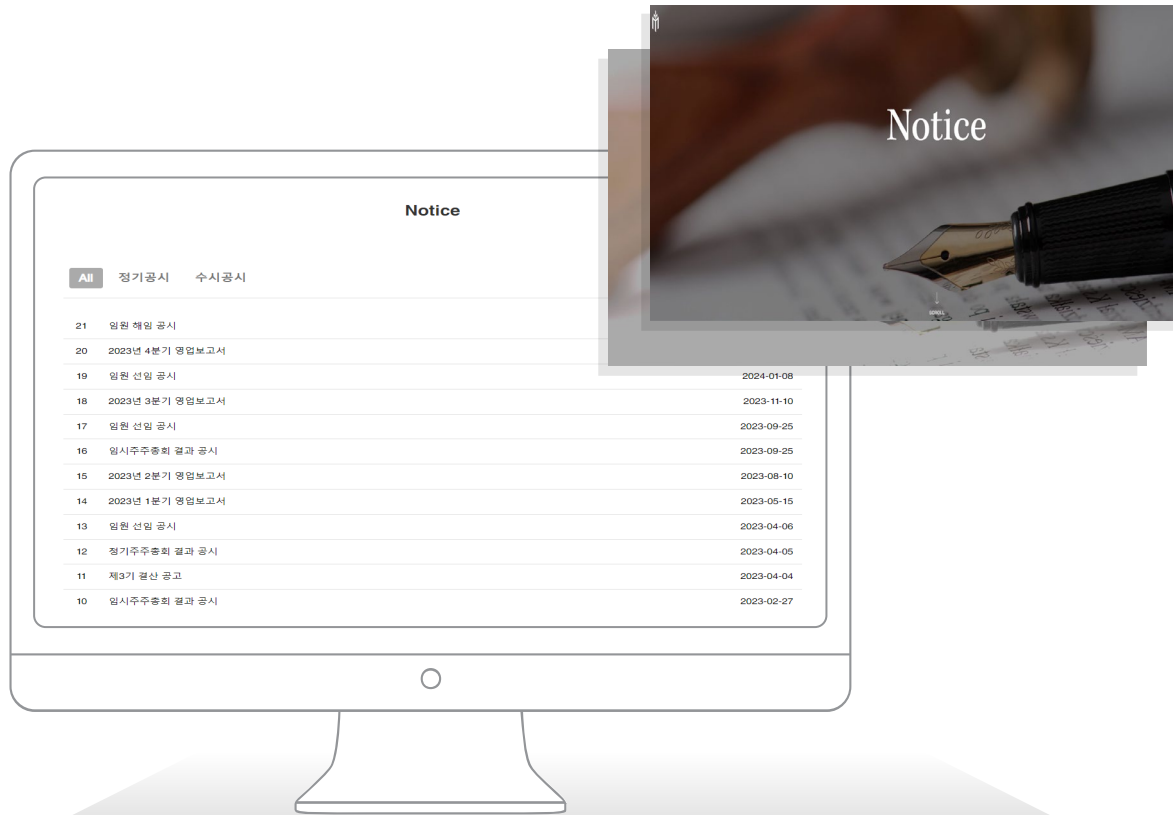 Notice
SCROLL
Notice
All 정기공시 수시공시
21 임원 해임 공시
20 2023년 4분기 영업보고서
19 임원 선임 공시 2024-01-08
18 2023년 3분기 영업보고서 2023-11-10
17 임원 선임 공시 2023-09-25
16 임시주주총회 결과 공시 2023-09-25
15 2023년 2분기 영업보고서 2023-08-10
14 2023년 1분기 영업보고서 2023-05-15
13 임원 선임 공시 2023-04-06
12 정기주주총회 결과 공시 2023-04-05
11 제3기 결산 공고 2023-04-04
10 임시주주총회 결과 공시 2023-02-27